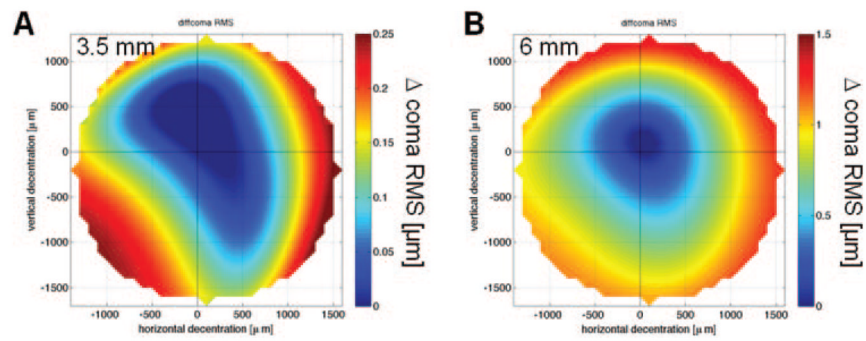 A
diffcoma RMS
3.5 mm
1000
500
0
-500
-1000
-1500
vertical decentration [μ m]
-1000
-500
0
500
1000
1500
horizontal decentration [μ m]
0.25
0.2
0.15
0.1
0.05
0
Δ coma RMS [μm]
B
diffcoma RMS
6 mm
1000
500
0
-500
-1000
-1500
vertical decentration [μ m]
-1000
-500
0
500
1000
1500
horizontal decentration [μ m]
1.5
1
0.5
0
Δ coma RMS [μm]